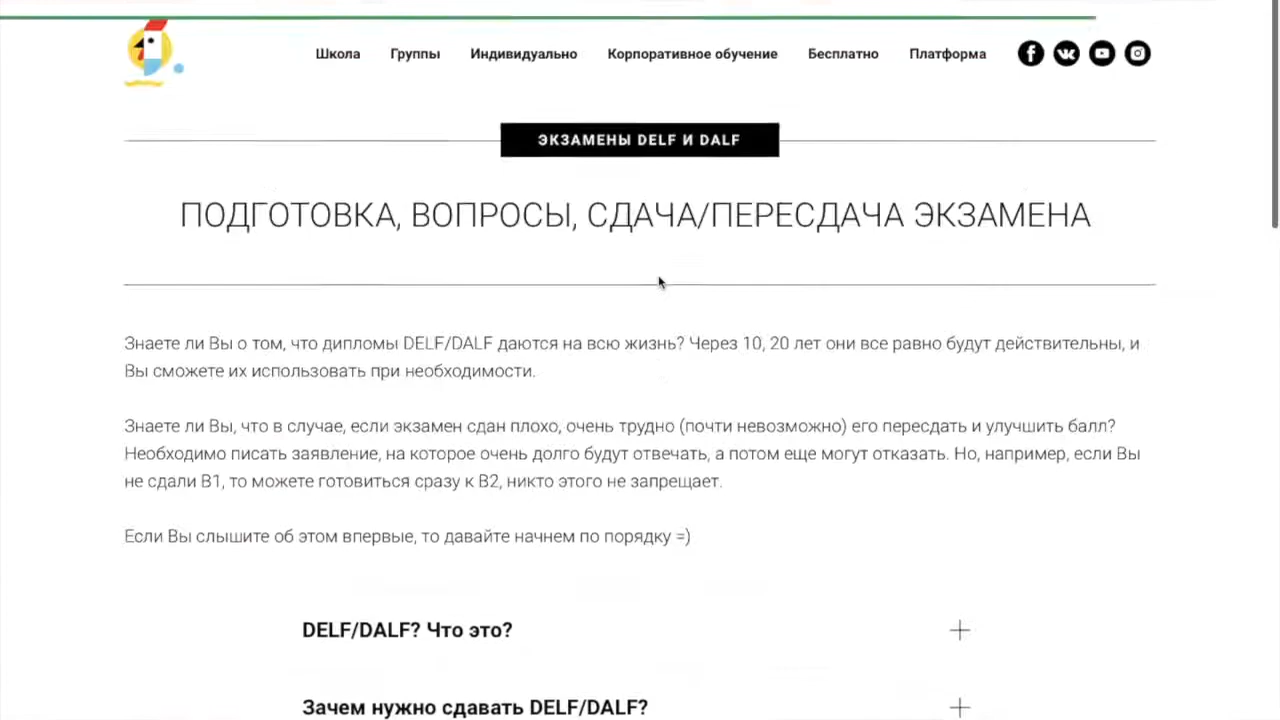 Школа Группы Индивидуально Корпоративное обучение Бесплатно Платформа
ЭКЗАМЕНЫ DELF И DALF
ПОДГОТОВКА, ВОПРОСЫ, СДАЧА/ПЕРЕСДАЧА ЭКЗАМЕНА
Знаете ли Вы о том, что дипломы DELF/DALF даются на всю жизнь? Через 10, 20 лет они все равно будут действительны, и
Вы сможете их использовать при необходимости.
Знаете ли Вы, что в случае, если экзамен сдан плохо, очень трудно (почти невозможно) его пересдать и улучшить балл?
Необходимо писать заявление, на которое очень долго будут отвечать, а потом еще могут отказать. Но, например, если Вы
не сдали B1, то можете готовиться сразу к B2, никто этого не запрещает.
Если Вы слышите об этом впервые, то давайте начнем по порядку =)
DELF/DALF? Что это?
Зачем нужно сдавать DELF/DALF?